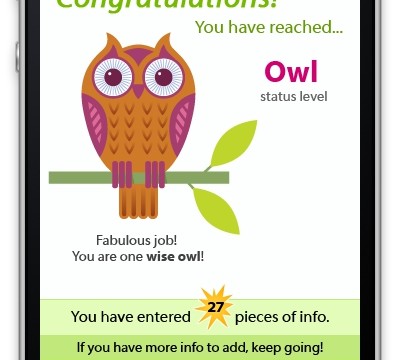 Congratulations!
You have reached...
Owl
status level
Fabulous job!
You are one wise owl!
You have entered 27 pieces of info.
If you have more info to add, keep going!